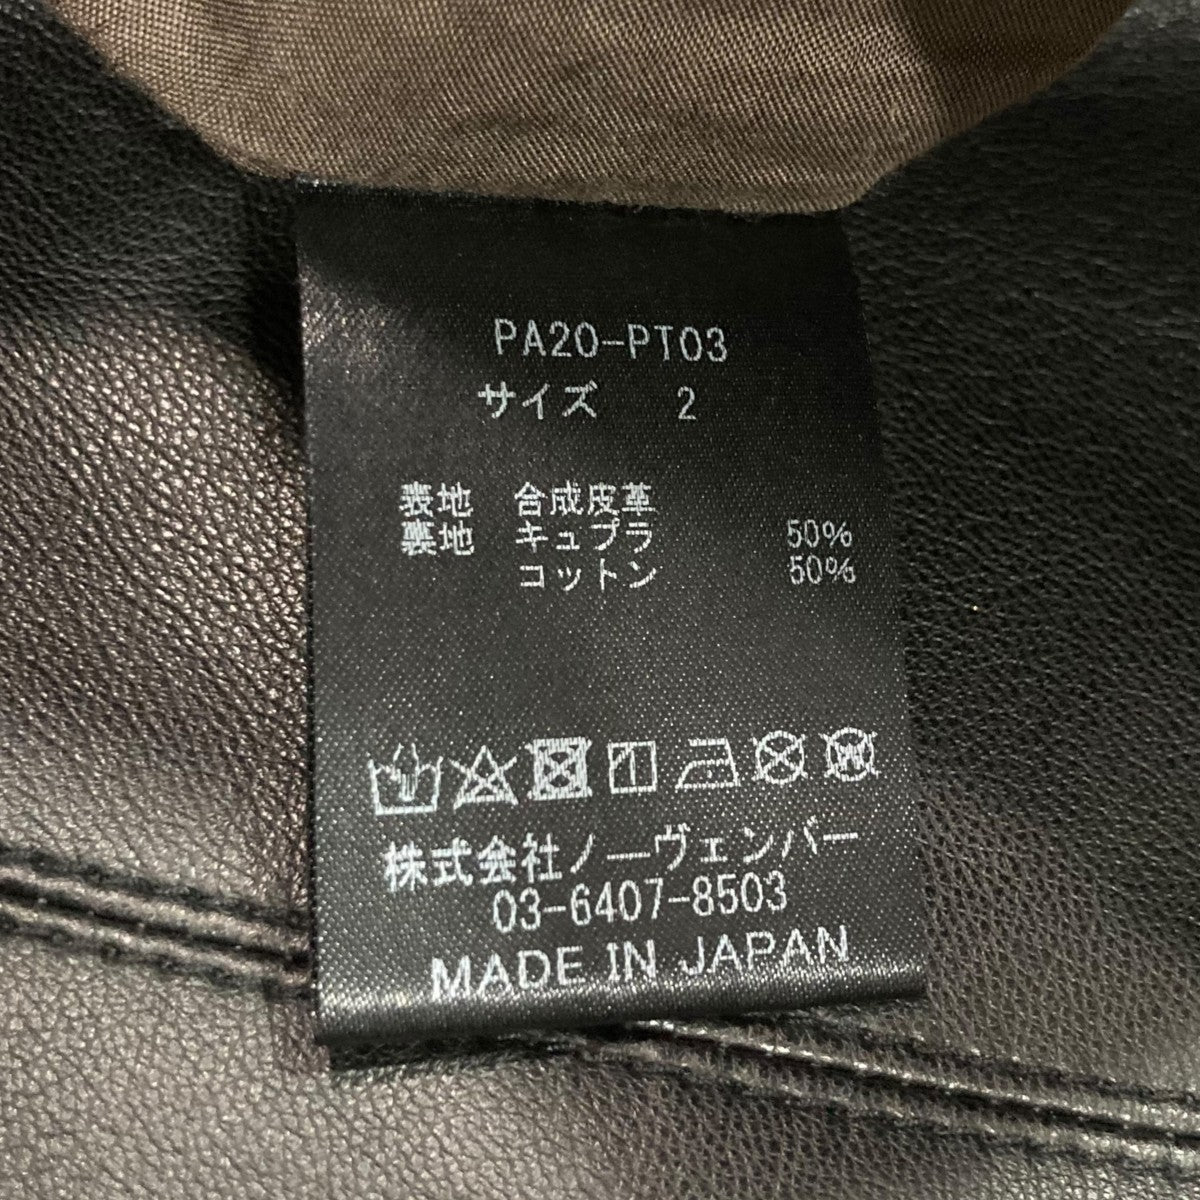 PA20-PT03
サイズ 2
表地 合成皮革
裏地 キュプラ 50%
コットン 50%
株式会社ノーヴェンバー
03-6407-8503
MADE IN JAPAN